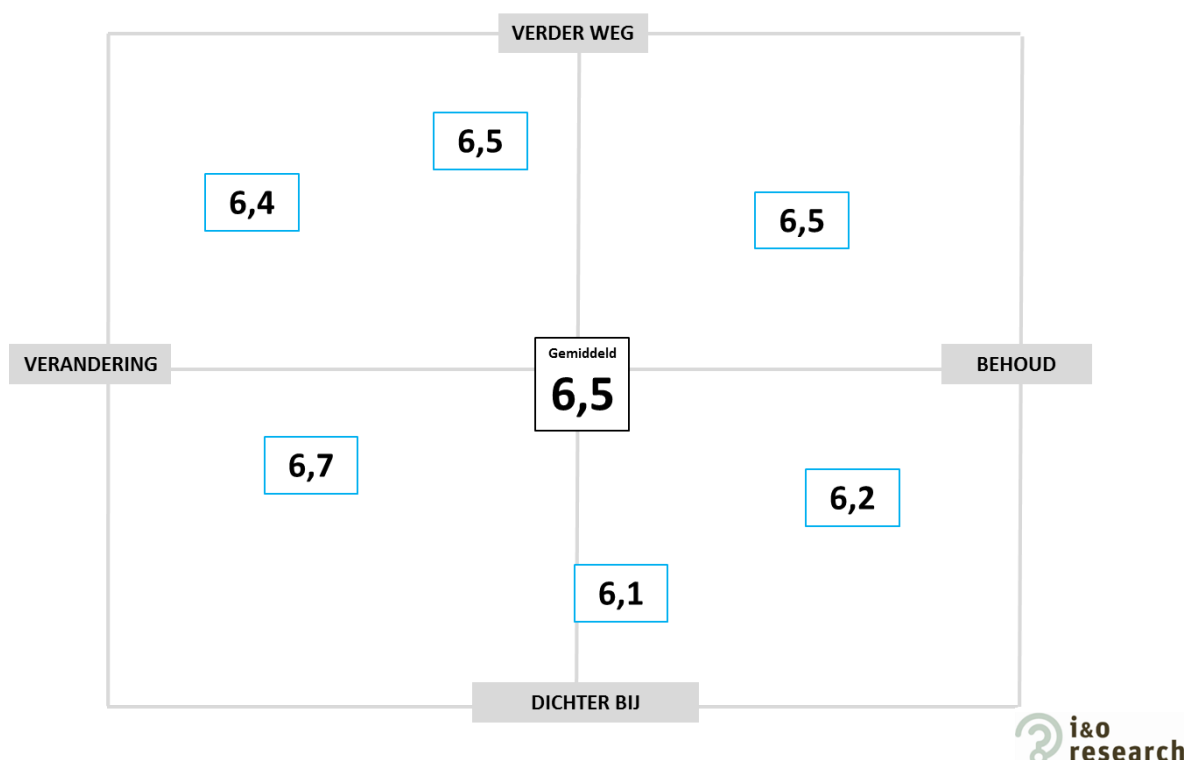 VERDER WEG
6,5
6,4
6,5
VERANDERING
Gemiddeld
6,5
BEHOUD
6,7
6,2
6,1
DICHTER BIJ
i&o
research